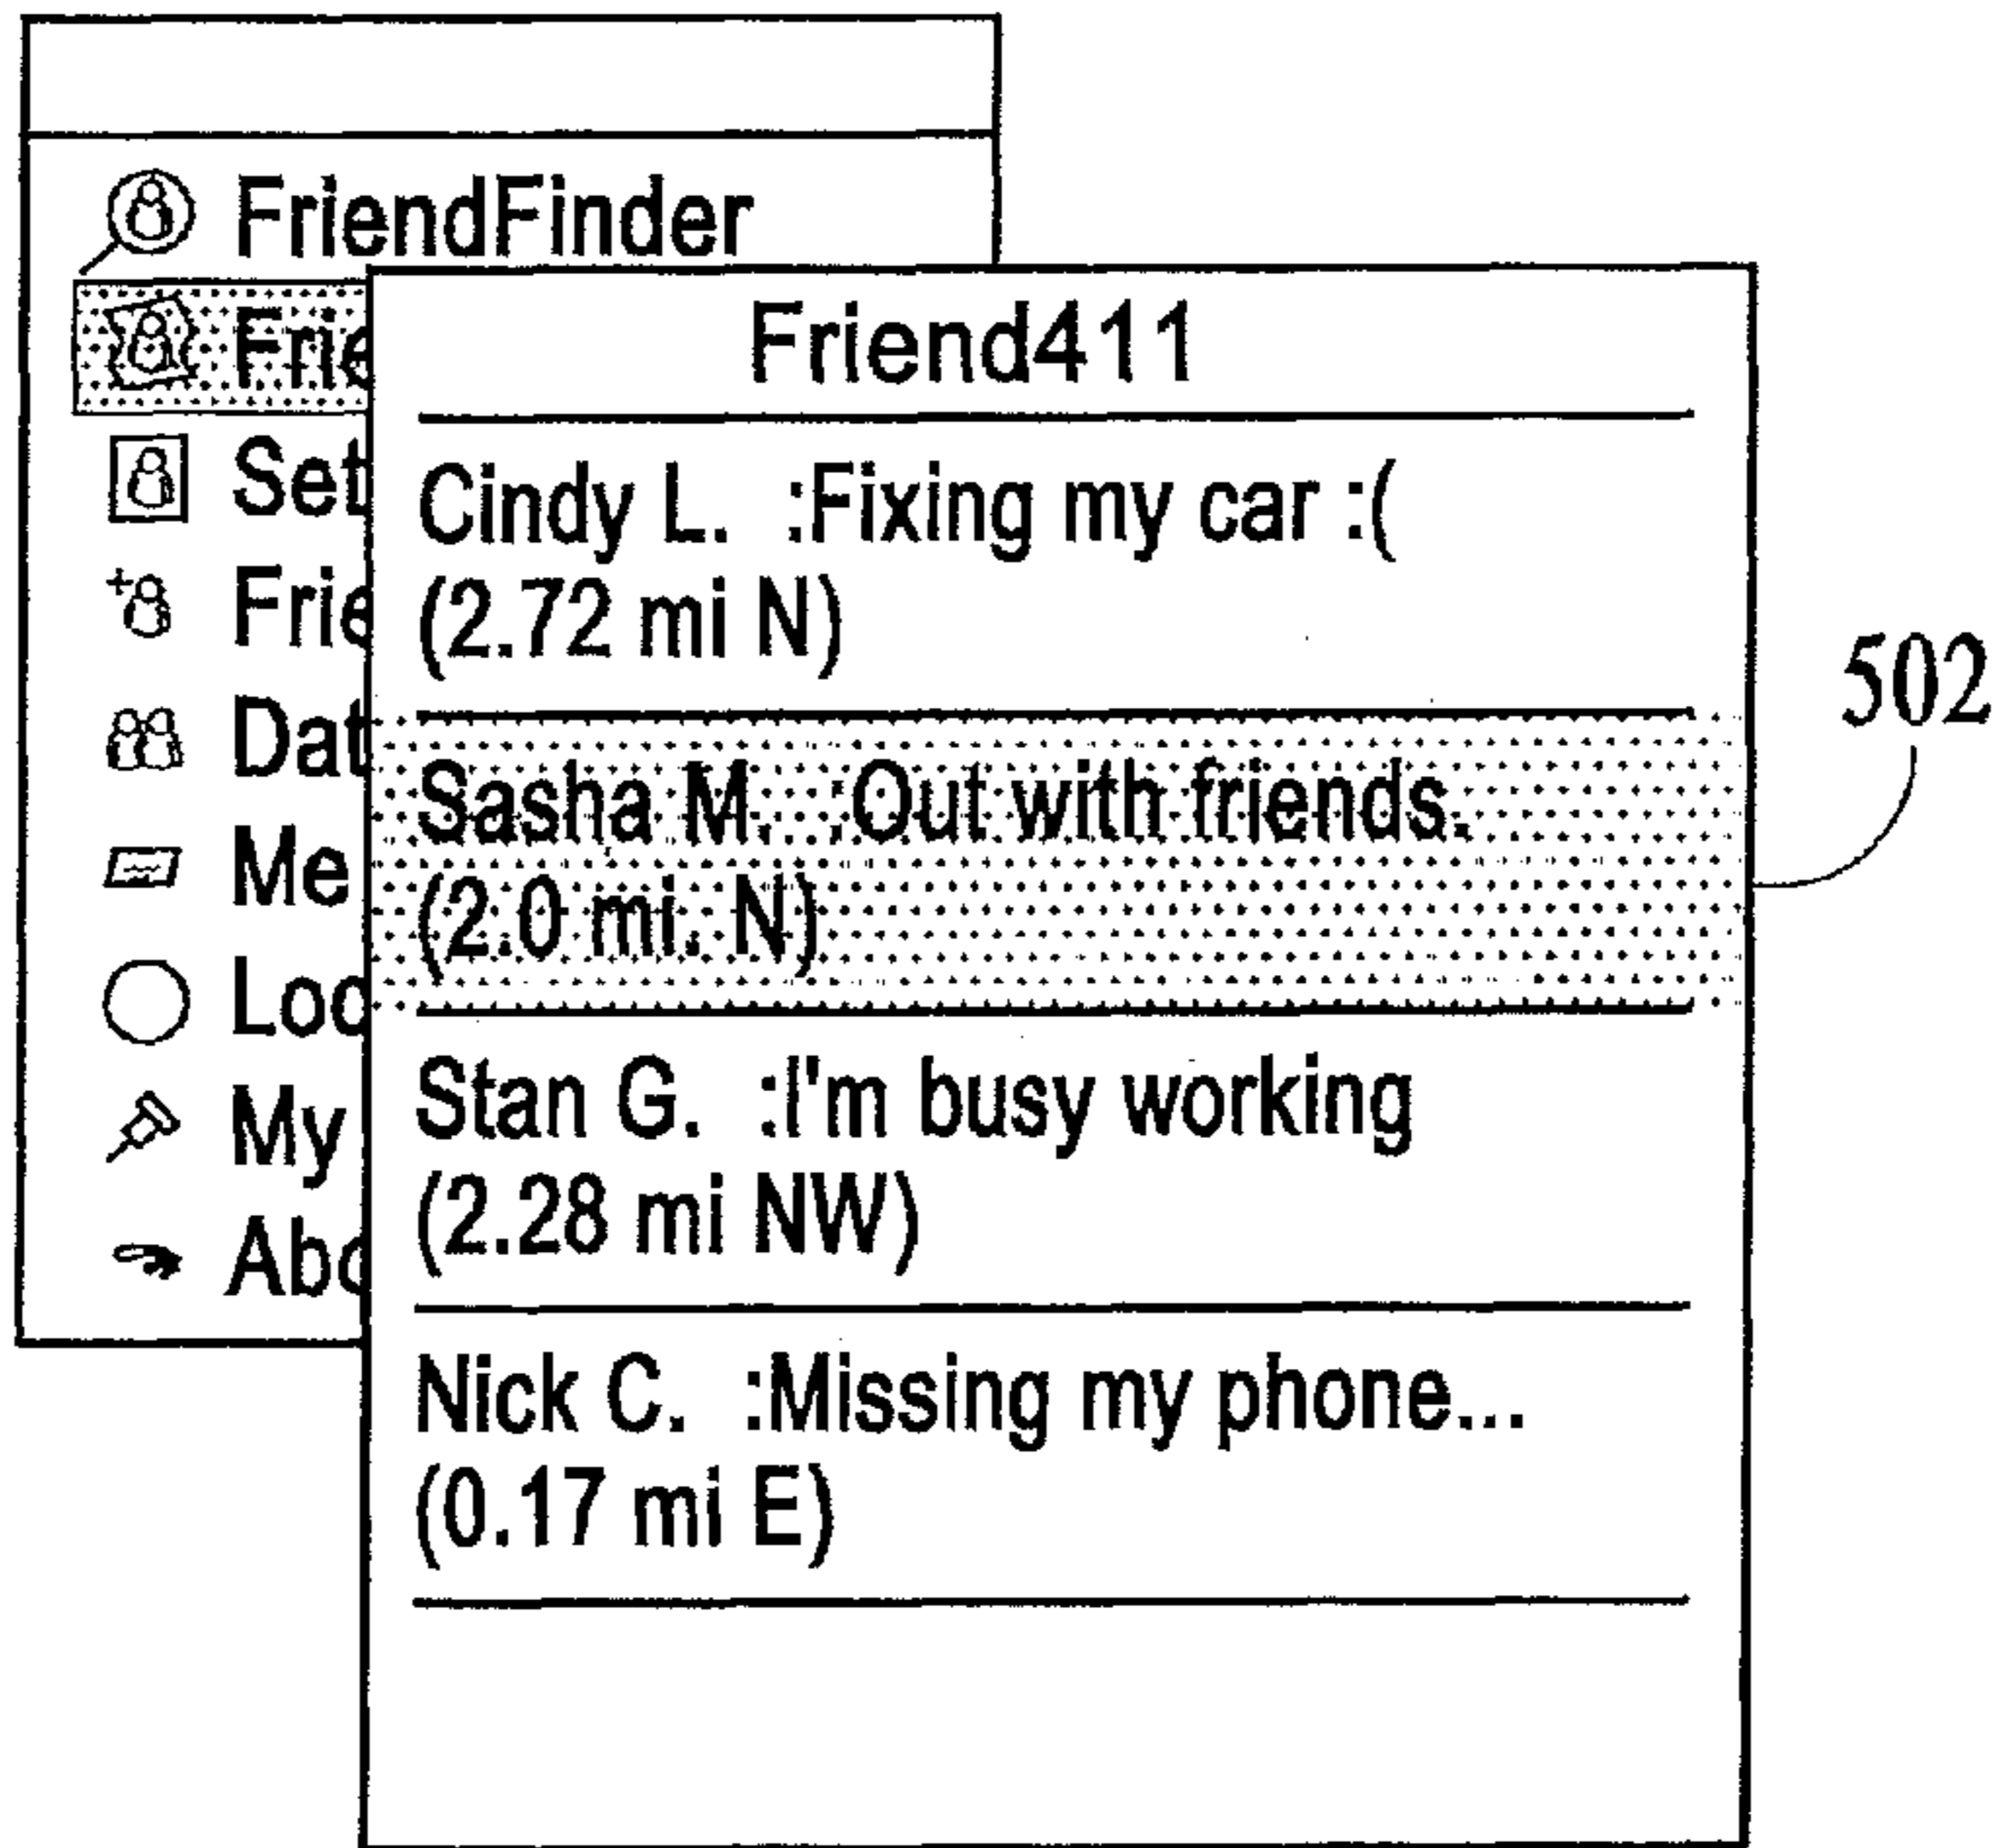 FriendFinder
Frie
Set
Frie
Dat
Me
Loc
My
Abo
Friend411
Cindy L. :Fixing my car :(
(2.72 mi N)
Sasha M. :Out with friends.
(2.0 mi. N)
Stan G. :I'm busy working
(2.28 mi NW)
Nick C. :Missing my phone...
(0.17 mi E)
502